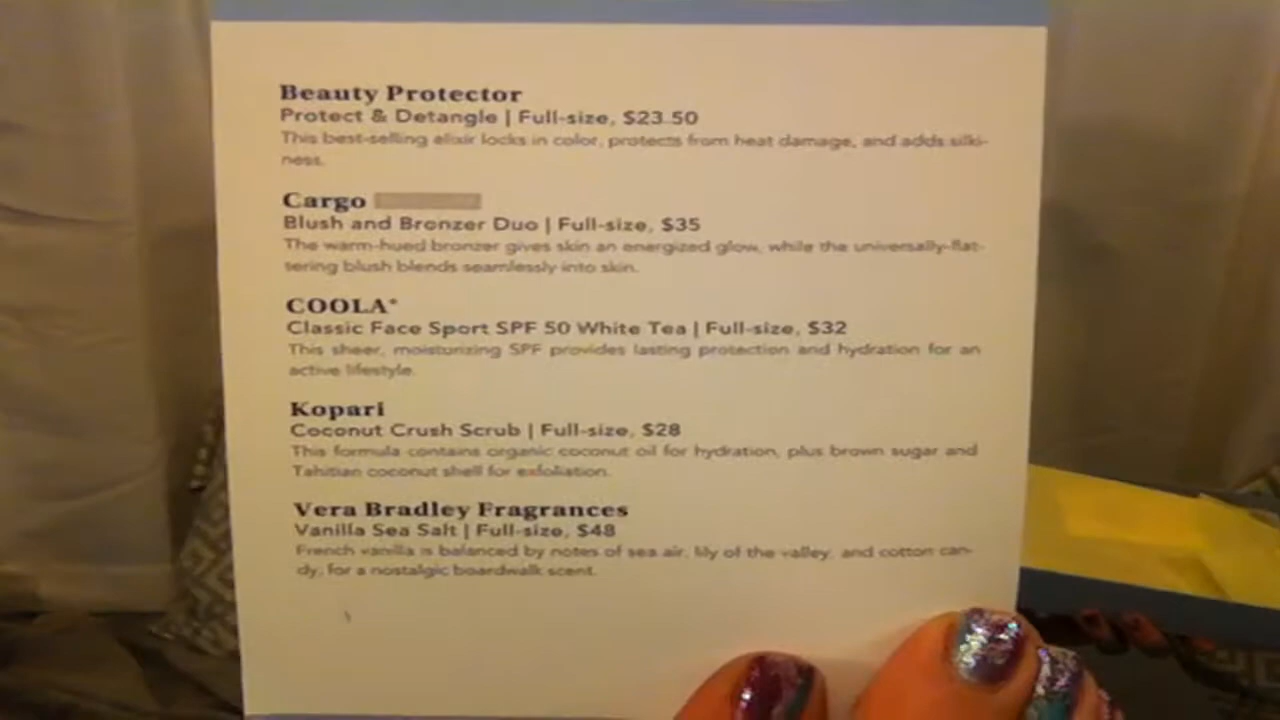 Beauty Protector
Protect & Detangle | Full-size, $23.50
This best-selling elixir locks in color, protects from heat damage, and adds silki-
ness.
Cargo
Blush and Bronzer Duo | Full-size, $35
The warm-hued bronzer gives skin an energized glow, while the universally-flat-
tering blush blends seamlessly into skin.
COOLA*
Classic Face Sport SPF 50 White Tea | Full-size, $32
This sheer, moisturizing SPF provides lasting protection and hydration for an
active lifestyle.
Kopari
Coconut Crush Scrub | Full-size, $28
This formula contains organic coconut oil for hydration, plus brown sugar and
Tahitian coconut shell for exfoliation.
Vera Bradley Fragrances
Vanilla Sea Salt | Full-size, $48
French vanilla is balanced by notes of sea air, lily of the valley, and cotton can-
dy, for a nostalgic boardwalk scent.